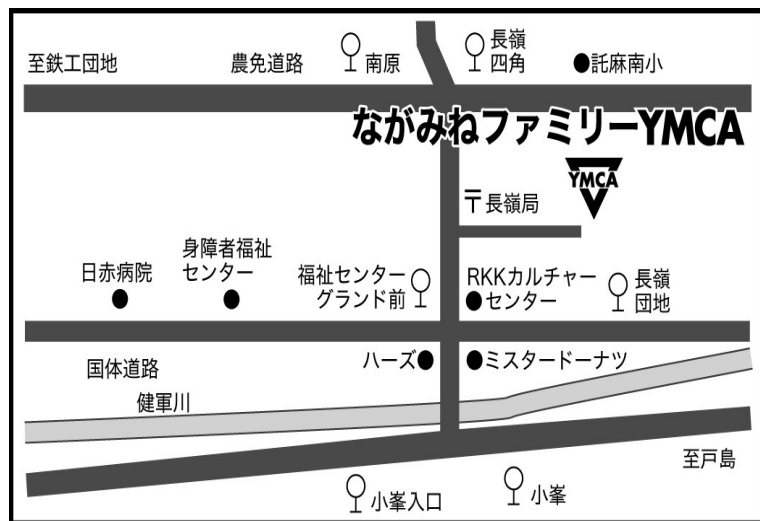 至鉄工団地
農免道路
南原
長嶺
四角
託麻南小
ながみねファミリーYMCA
YMCA
〒長嶺局
日赤病院
身障者福祉
センター
福祉センター
グランド前
RKKカルチャー
センター
長嶺
団地
国体道路
ハーズ
ミスタードーナツ
健軍川
至戸島
小峯入口
小峯